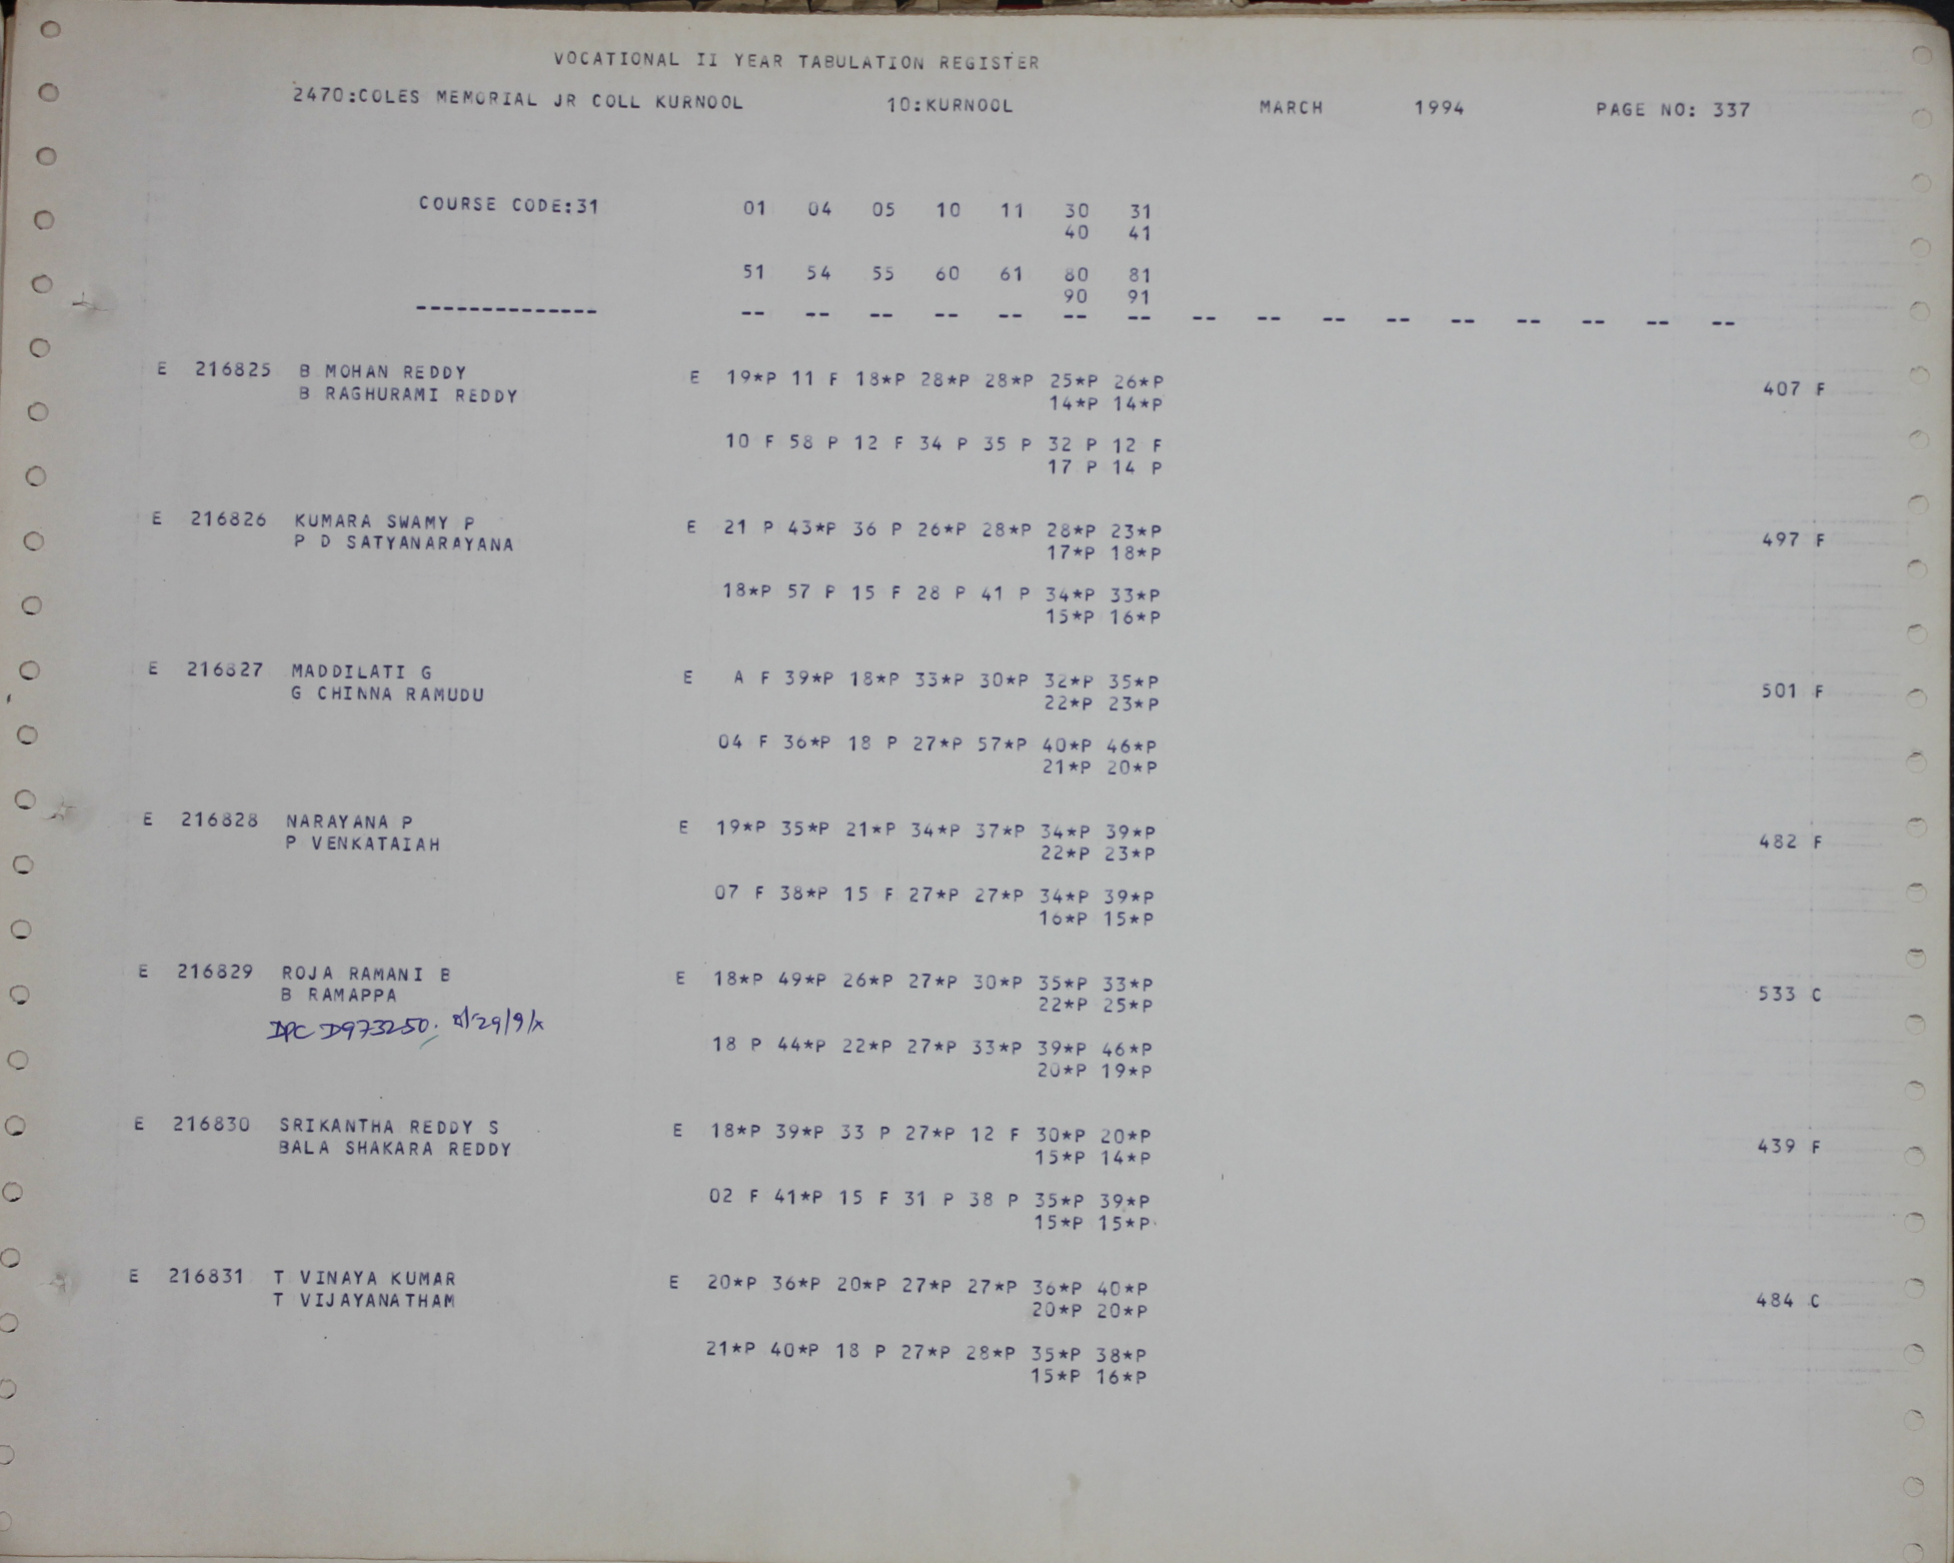 VOCATIONAL II YEAR TABULATION REGISTER
2470:COLES MEMORIAL JR COLL KURNOOL 10:KURNOOL MARCH 1994 PAGE NO: 337
COURSE CODE:31 01 04 05 10 11 30 31
40 41
51 54 55 60 61 80 81
90 91
-------------- -- -- -- -- -- -- -- -- -- -- -- -- -- -- -- --
E 216825 B MOHAN REDDY E 19*P 11 F 18*P 28*P 28*P 25*P 26*P 407 F
B RAGHURAMI REDDY 14*P 14*P
10 F 58 P 12 F 34 P 35 P 32 P 12 F
17 P 14 P
E 216826 KUMARA SWAMY P E 21 P 43*P 36 P 26*P 28*P 28*P 23*P 497 F
P D SATYANARAYANA 17*P 18*P
18*P 57 P 15 F 28 P 41 P 34*P 33*P
15*P 16*P
E 216827 MADDILATI G E A F 39*P 18*P 33*P 30*P 32*P 35*P 501 F
G CHINNA RAMUDU 22*P 23*P
04 F 36*P 18 P 27*P 57*P 40*P 46*P
21*P 20*P
E 216828 NARAYANA P E 19*P 35*P 21*P 34*P 37*P 34*P 39*P 482 F
P VENKATAIAH 22*P 23*P
07 F 38*P 15 F 27*P 27*P 34*P 39*P
16*P 15*P
E 216829 ROJA RAMANI B E 18*P 49*P 26*P 27*P 30*P 35*P 33*P 533 C
B RAMAPPA 22*P 25*P
DPC D973250.
18 P 44*P 22*P 27*P 33*P 39*P 46*P
20*P 19*P
E 216830 SRIKANTHA REDDY S E 18*P 39*P 33 P 27*P 12 F 30*P 20*P 439 F
BALA SHAKARA REDDY 15*P 14*P
02 F 41*P 15 F 31 P 38 P 35*P 39*P
15*P 15*P
E 216831 T VINAYA KUMAR E 20*P 36*P 20*P 27*P 27*P 36*P 40*P 484 C
T VIJAYANATHAM 20*P 20*P
21*P 40*P 18 P 27*P 28*P 35*P 38*P
15*P 16*P